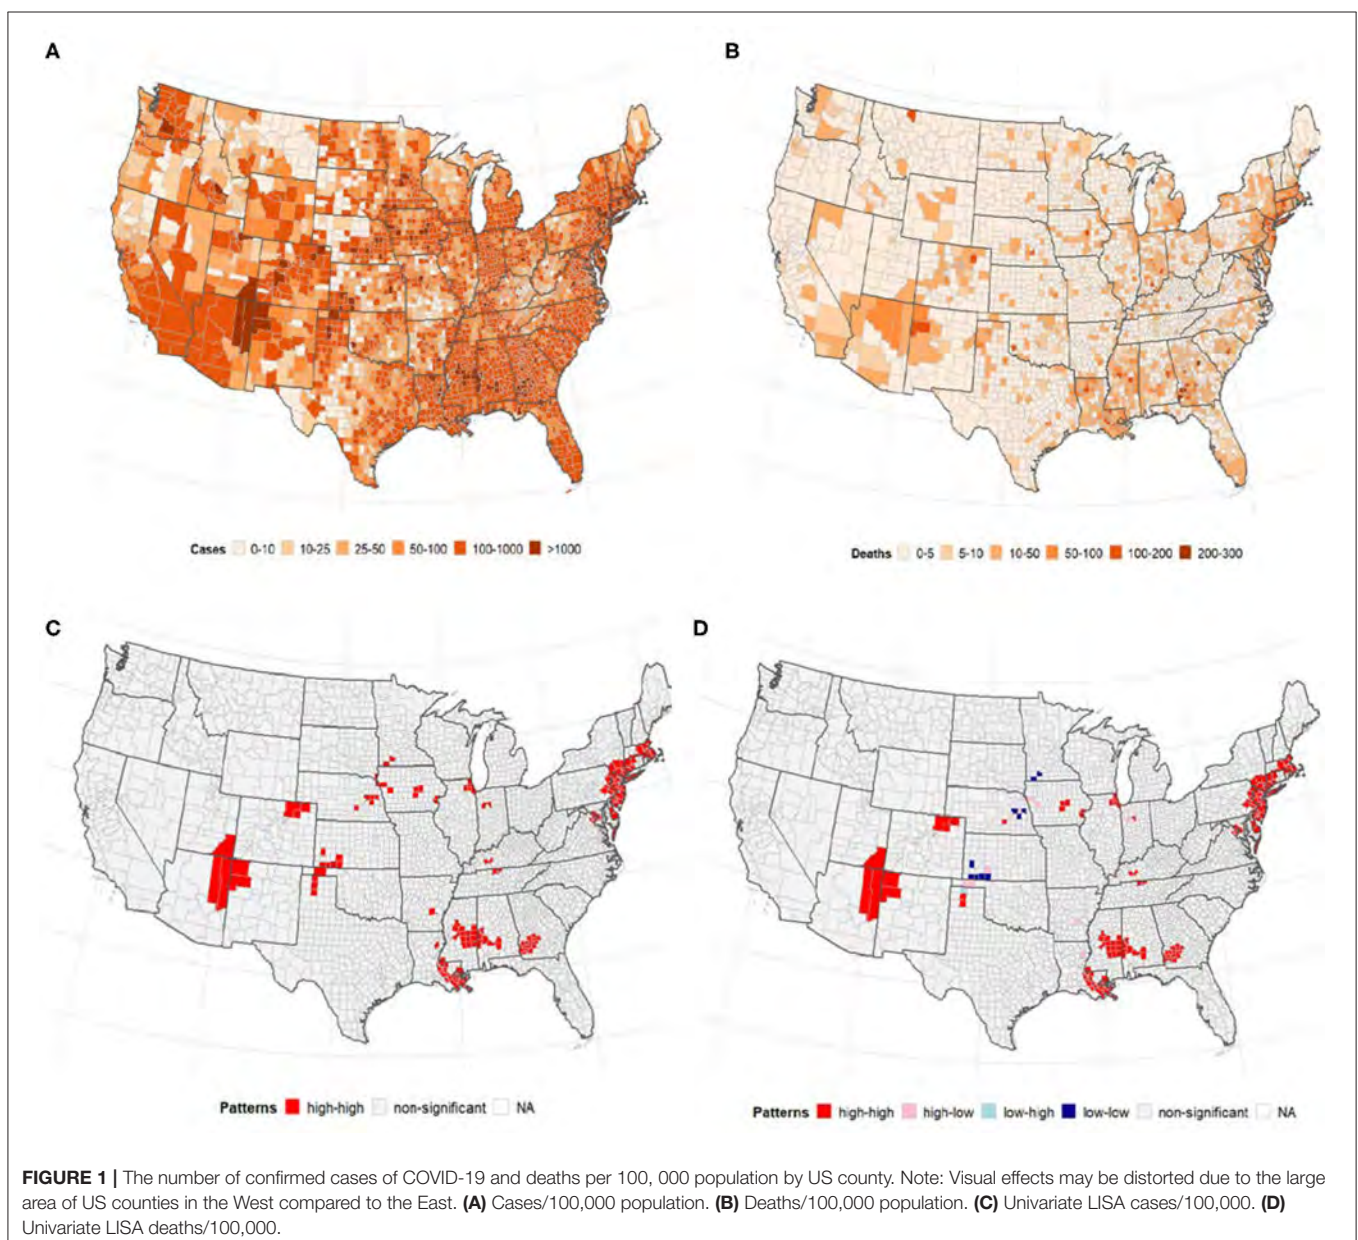 A
B
Cases 0-10 10-25 25-50 50-100 100-1000 >1000
Deaths 0-5 5-10 10-50 50-100 100-200 200-300
C
D
Patterns high-high non-significant NA
Patterns high-high high-low low-high low-low non-significant NA
FIGURE 1 | The number of confirmed cases of COVID-19 and deaths per 100, 000 population by US county. Note: Visual effects may be distorted due to the large
area of US counties in the West compared to the East. (A) Cases/100,000 population. (B) Deaths/100,000 population. (C) Univariate LISA cases/100,000. (D)
Univariate LISA deaths/100,000.